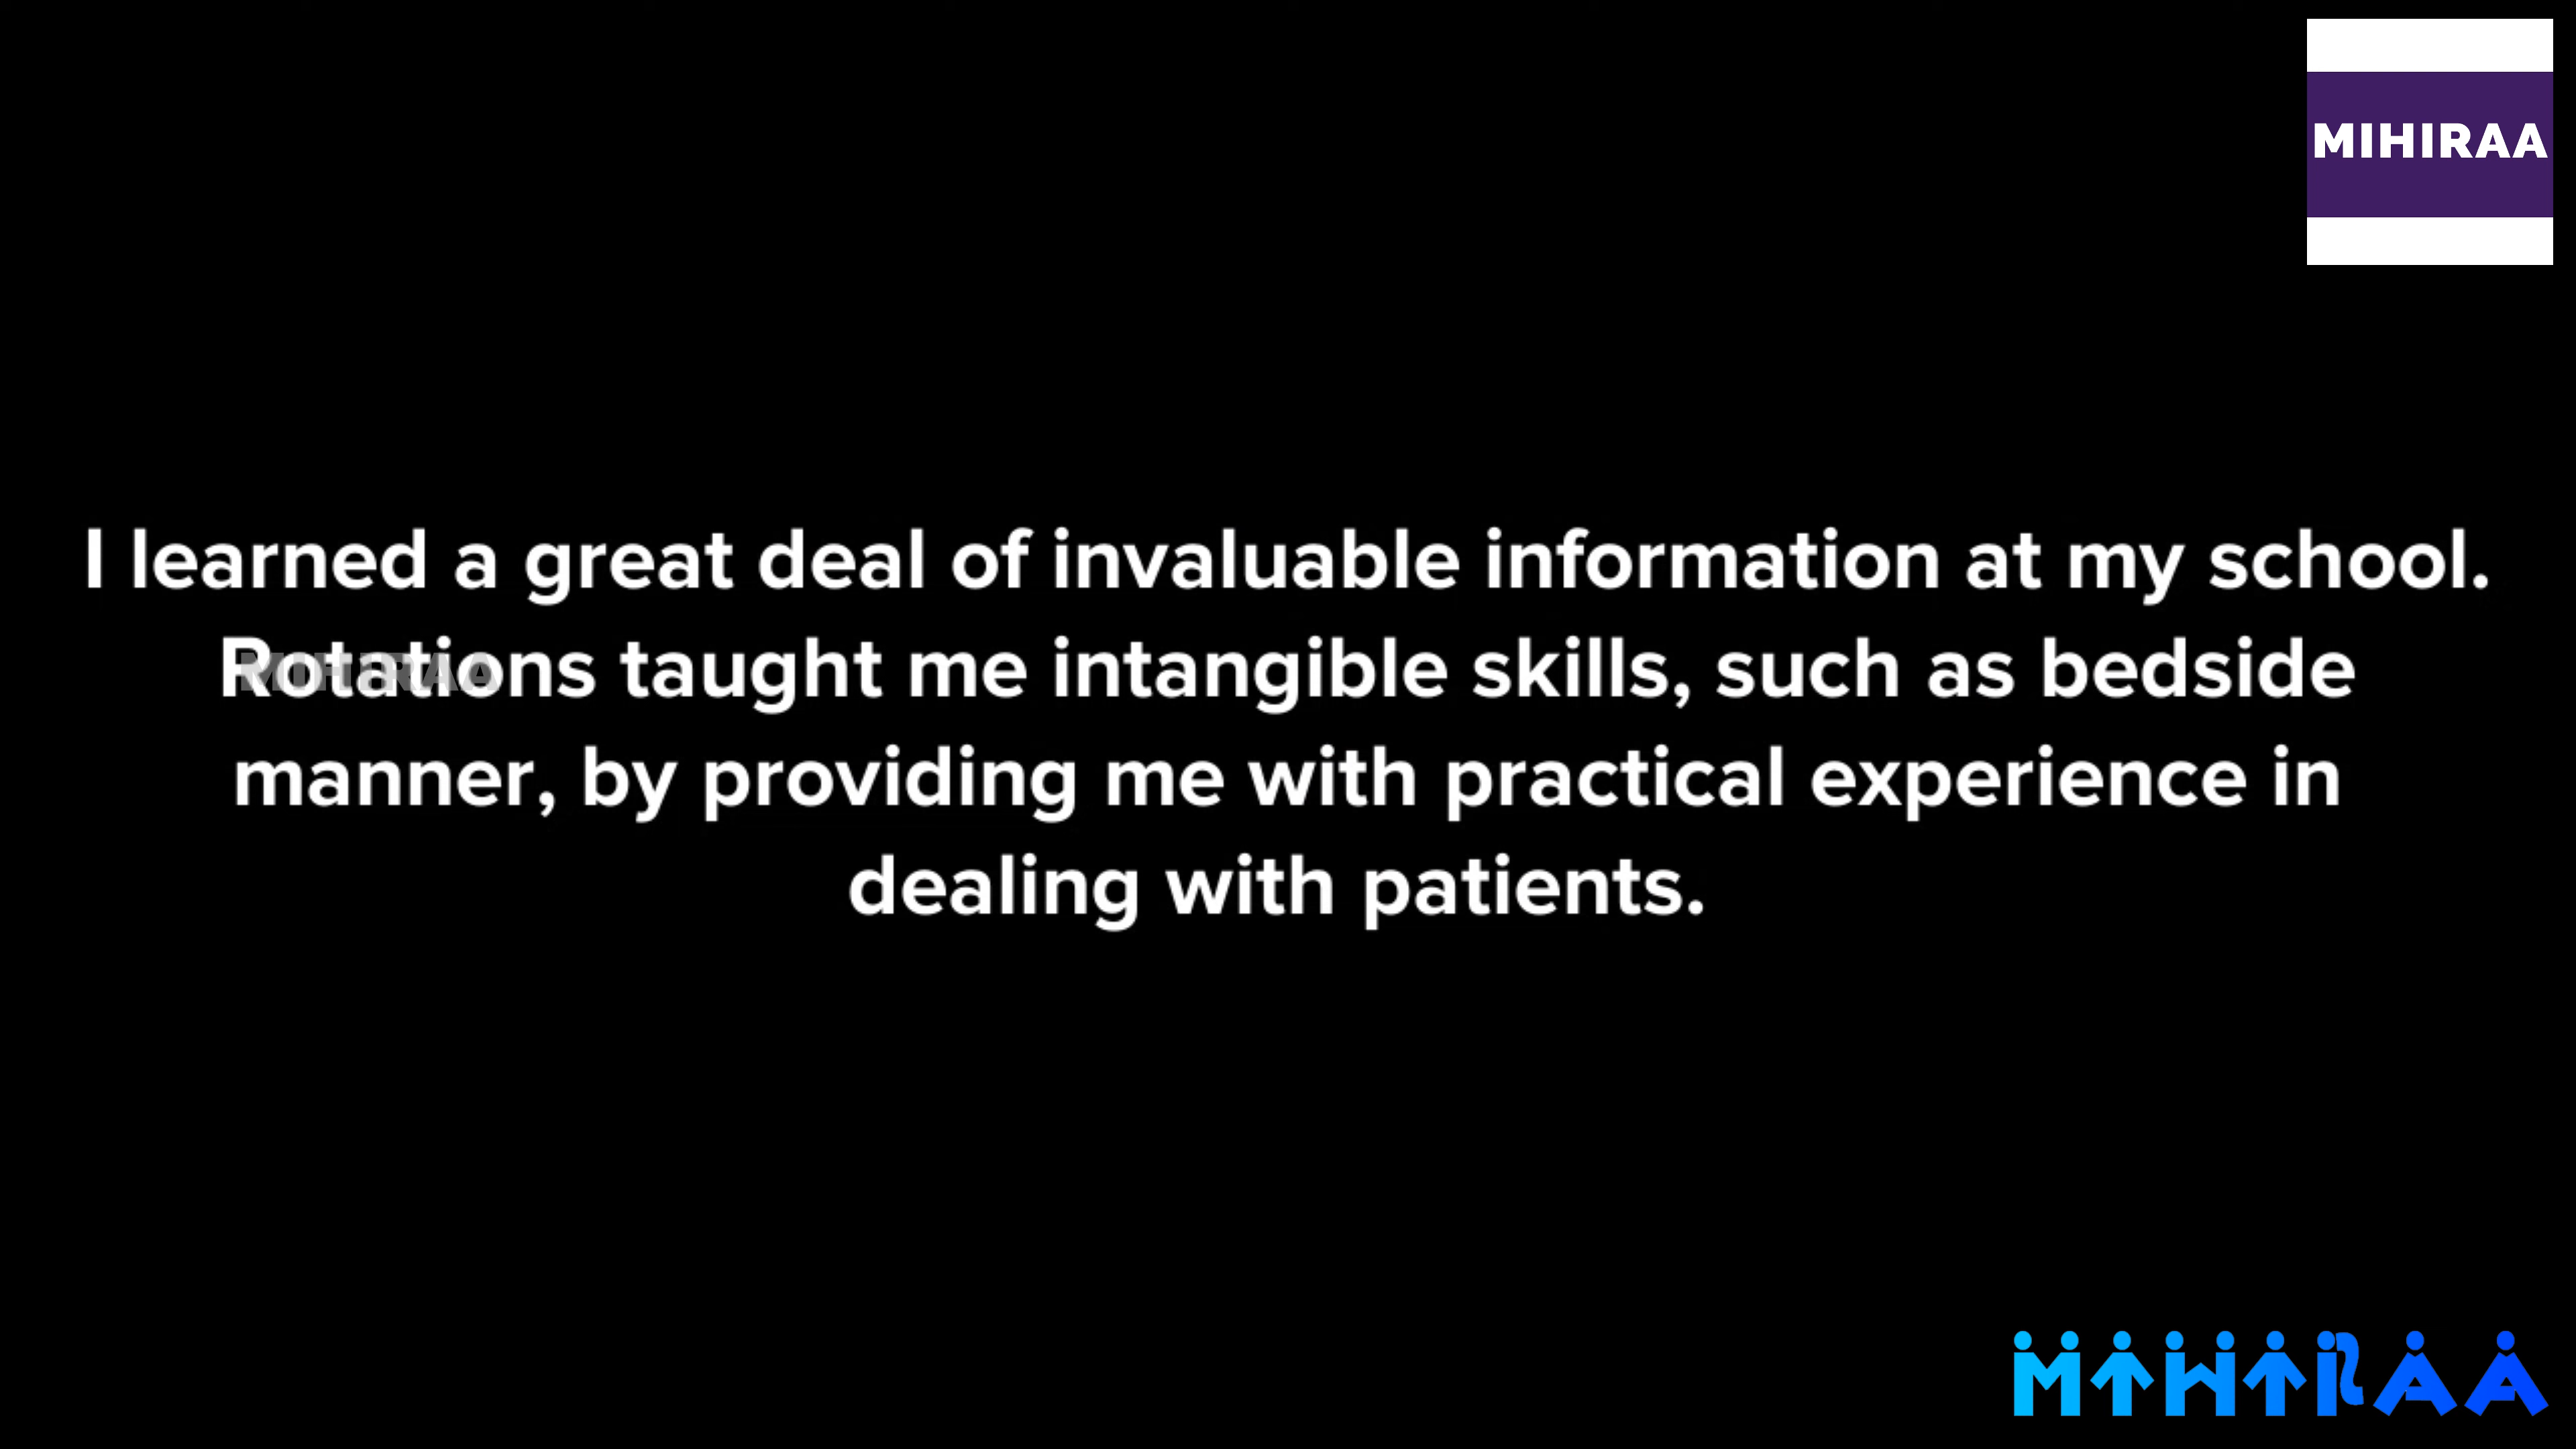 MIHIRAA
I learned a great deal of invaluable information at my school.
Rotations taught me intangible skills, such as bedside
MIHIRAA
manner, by providing me with practical experience in
dealing with patients.
MIHIRAA